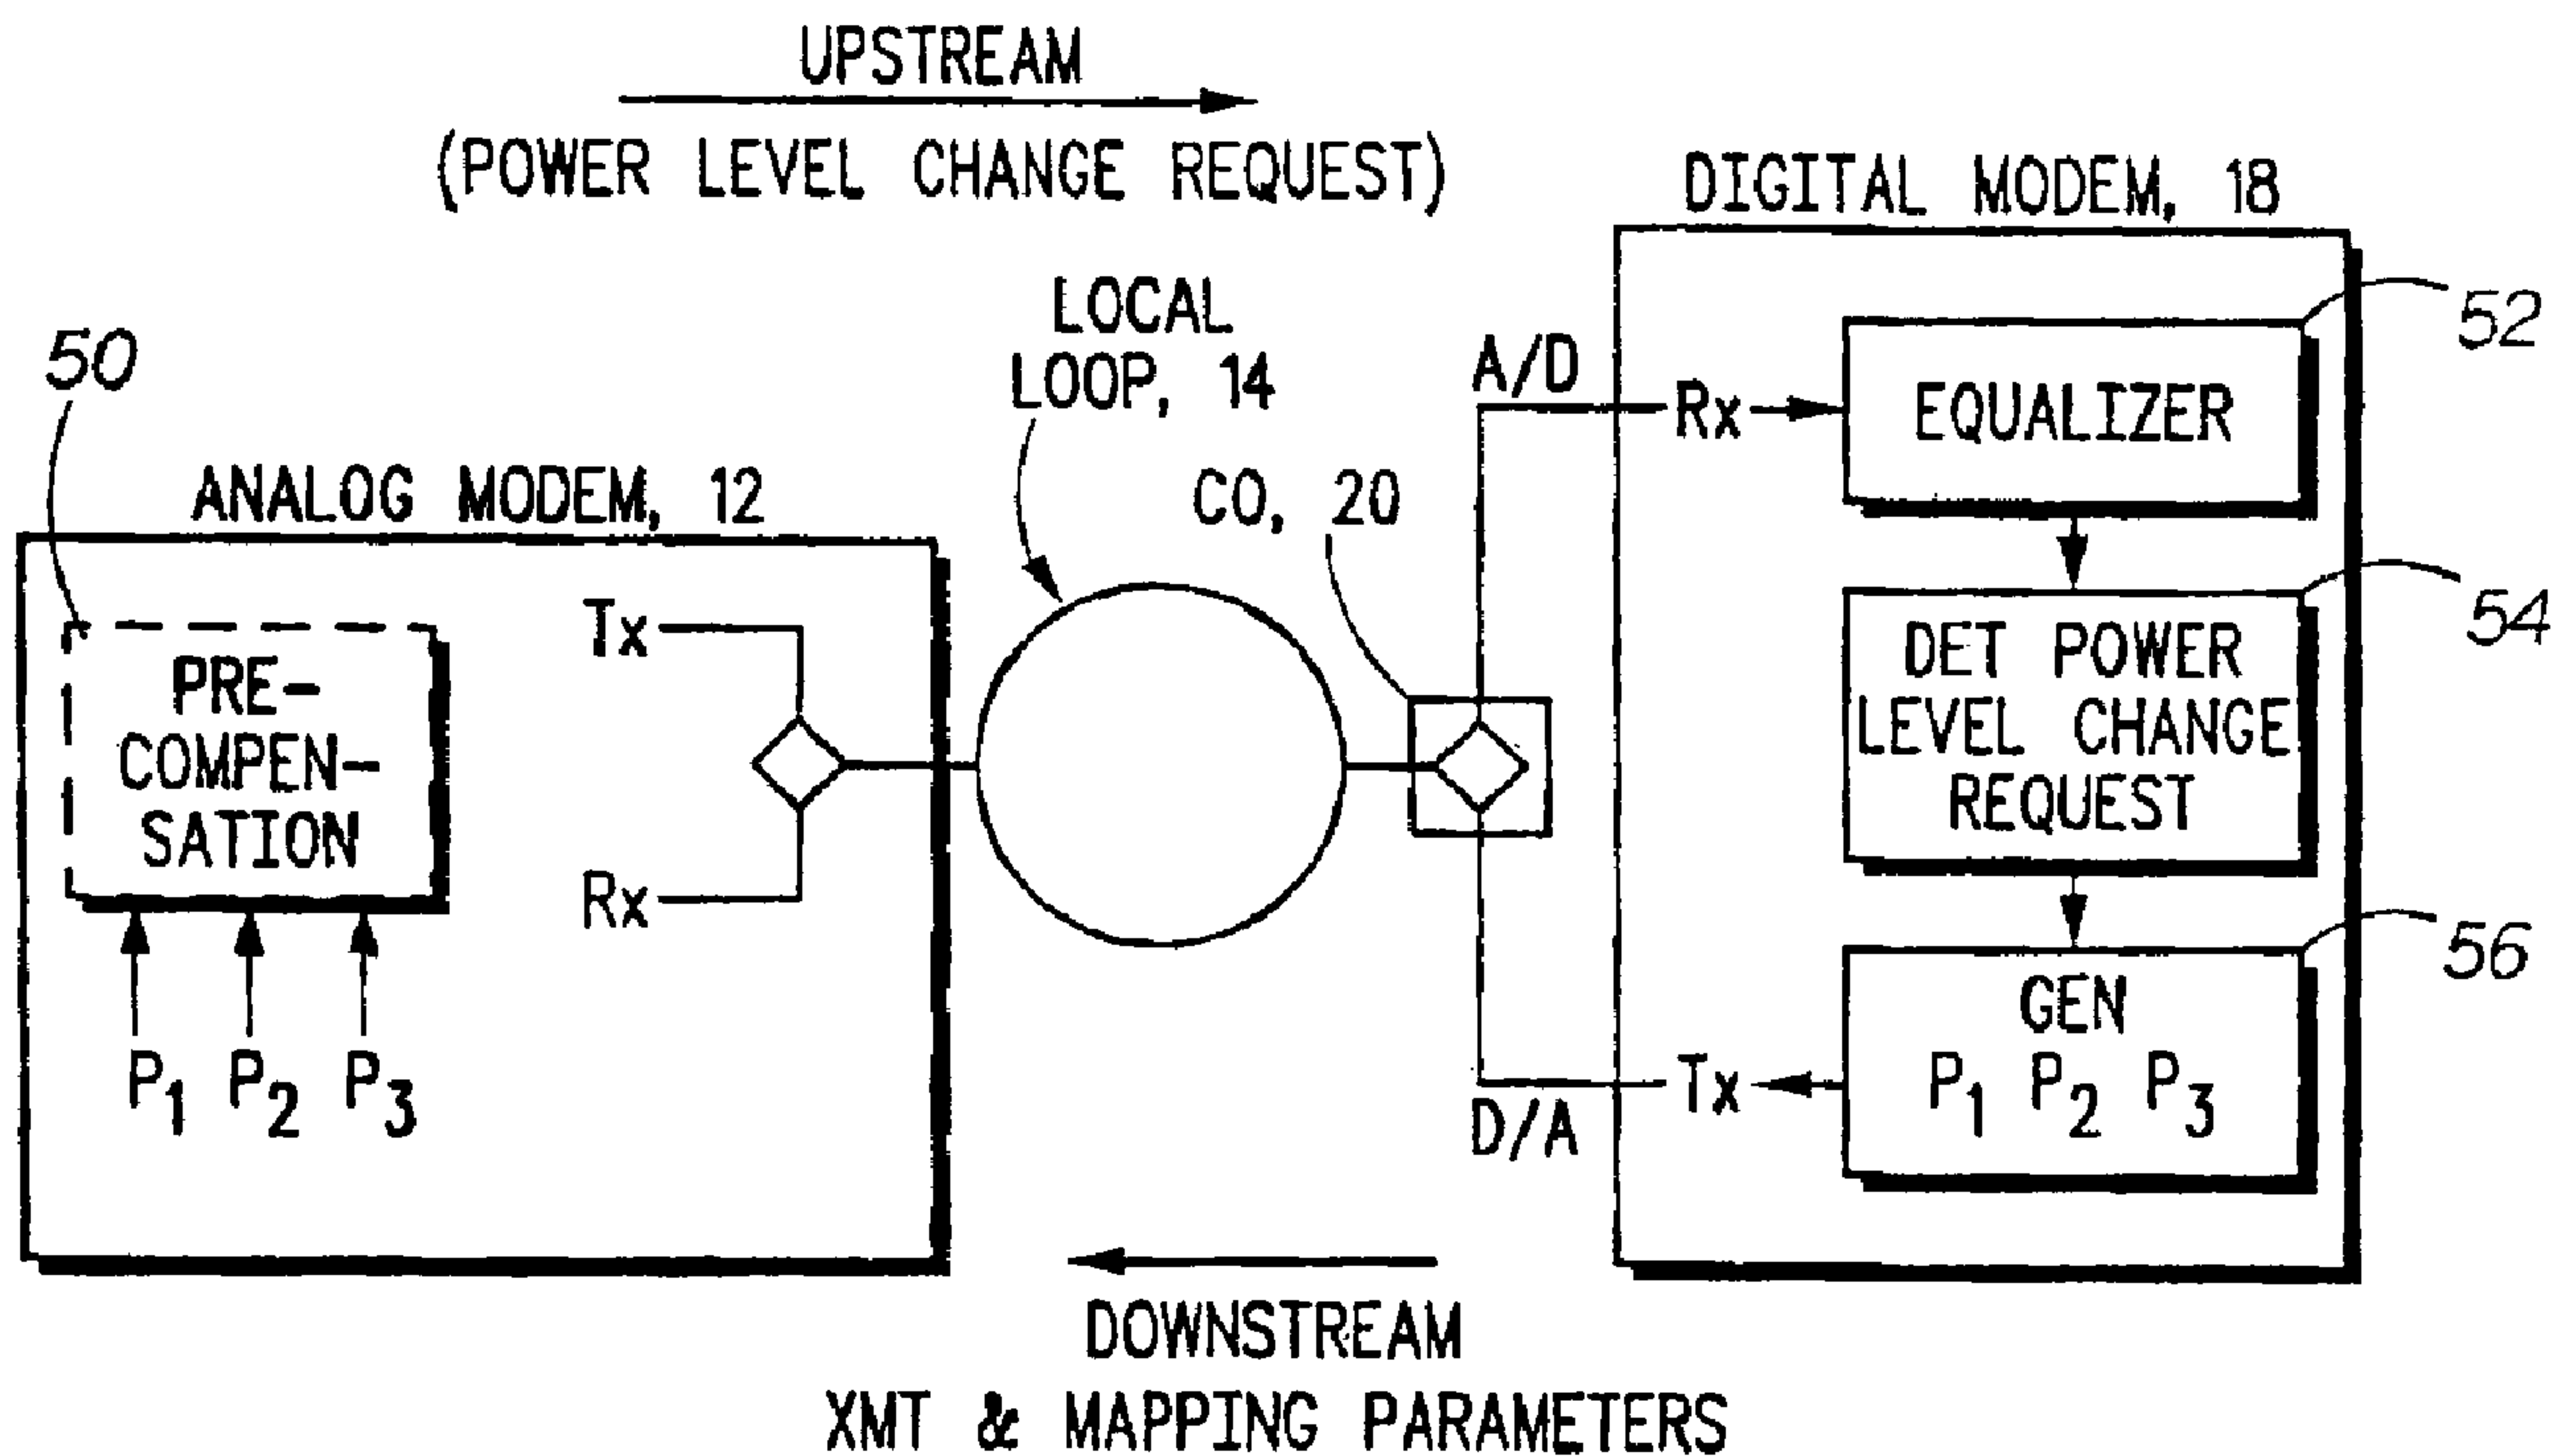 UPSTREAM
(POWER LEVEL CHANGE REQUEST)
DIGITAL MODEM, 18
LOCAL
LOOP, 14
50
52
A/D
Rx
EQUALIZER
ANALOG MODEM, 12
CO, 20
54
Tx
PRE-
COMPEN-
SATION
DET POWER
LEVEL CHANGE
REQUEST
Rx
56
GEN
P1 P2 P3
P1 P2 P3
Tx
D/A
DOWNSTREAM
XMT & MAPPING PARAMETERS